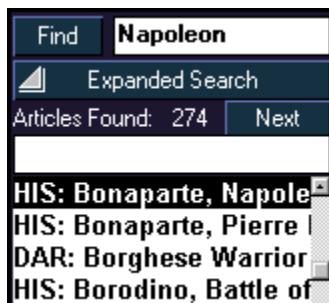 Find Napoleon
Expanded Search
Articles Found: 274 Next
HIS: Bonaparte, Napole
HIS: Bonaparte, Pierre
DAR: Borghese Warrior
HIS: Borodino, Battle of